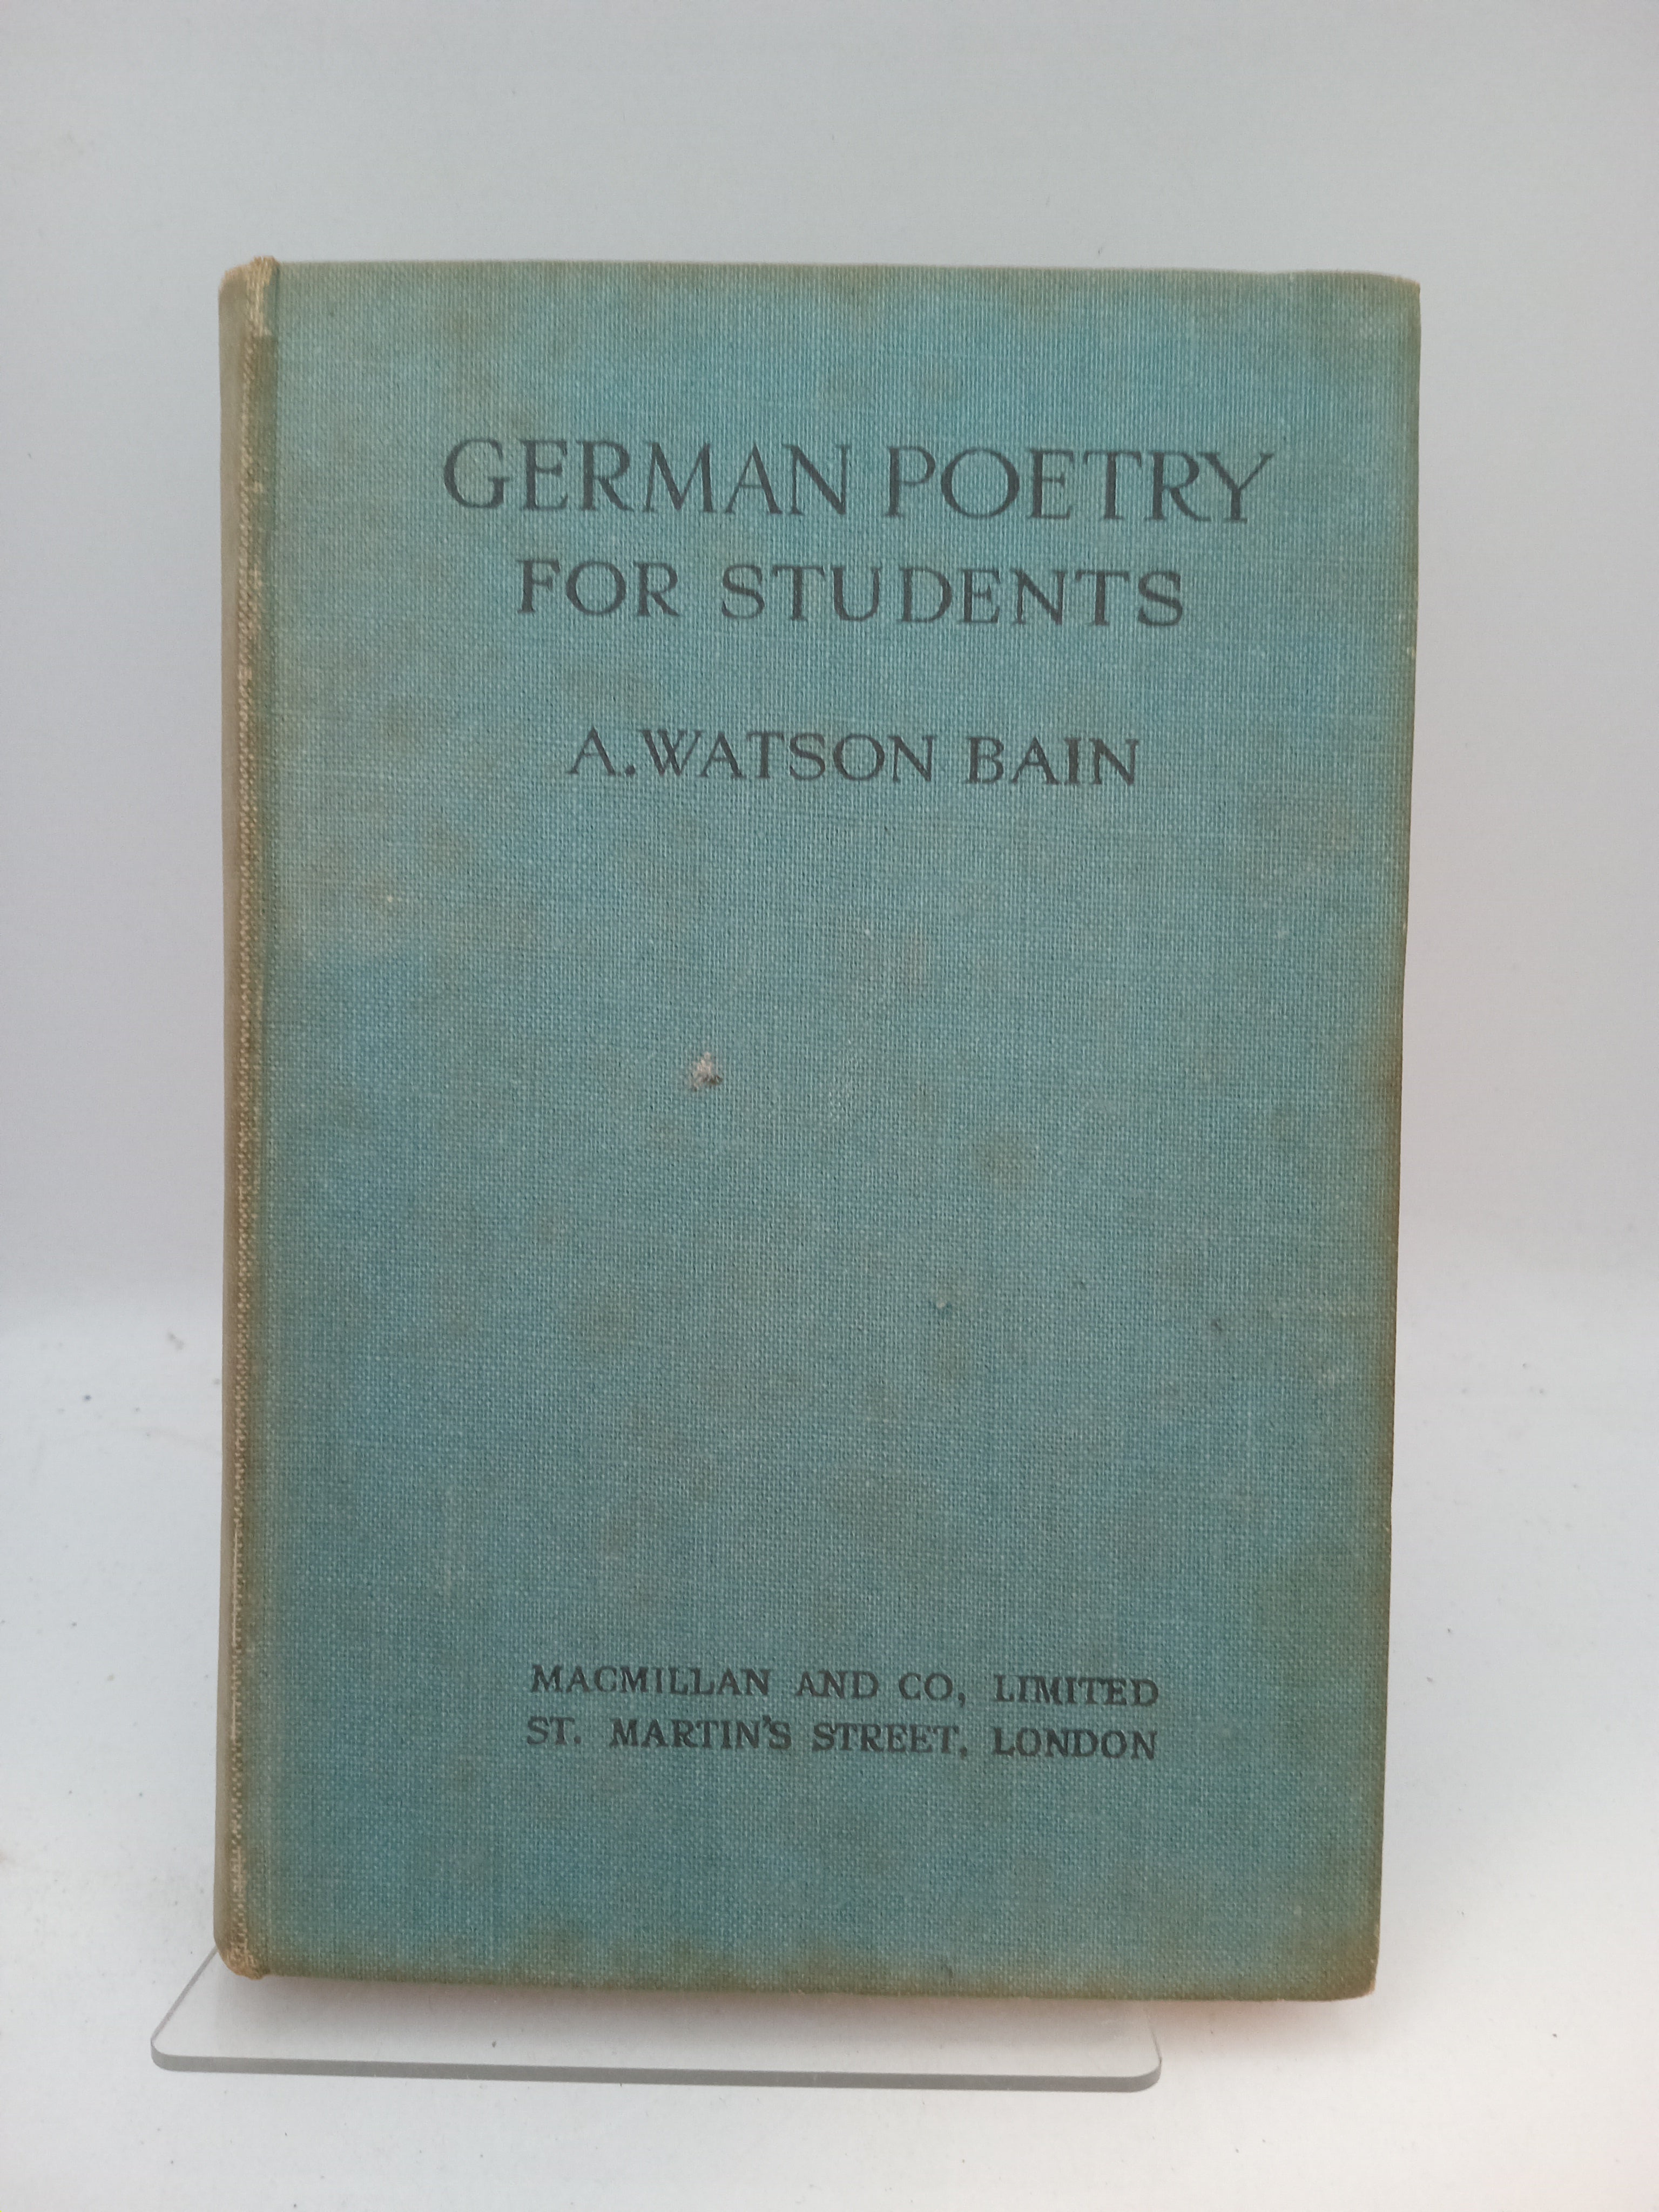 GERMAN POETRY
FOR STUDENTS
A. WATSON BAIN
MACMILLAN AND CO, LIMITED
ST. MARTIN'S STREET, LONDON